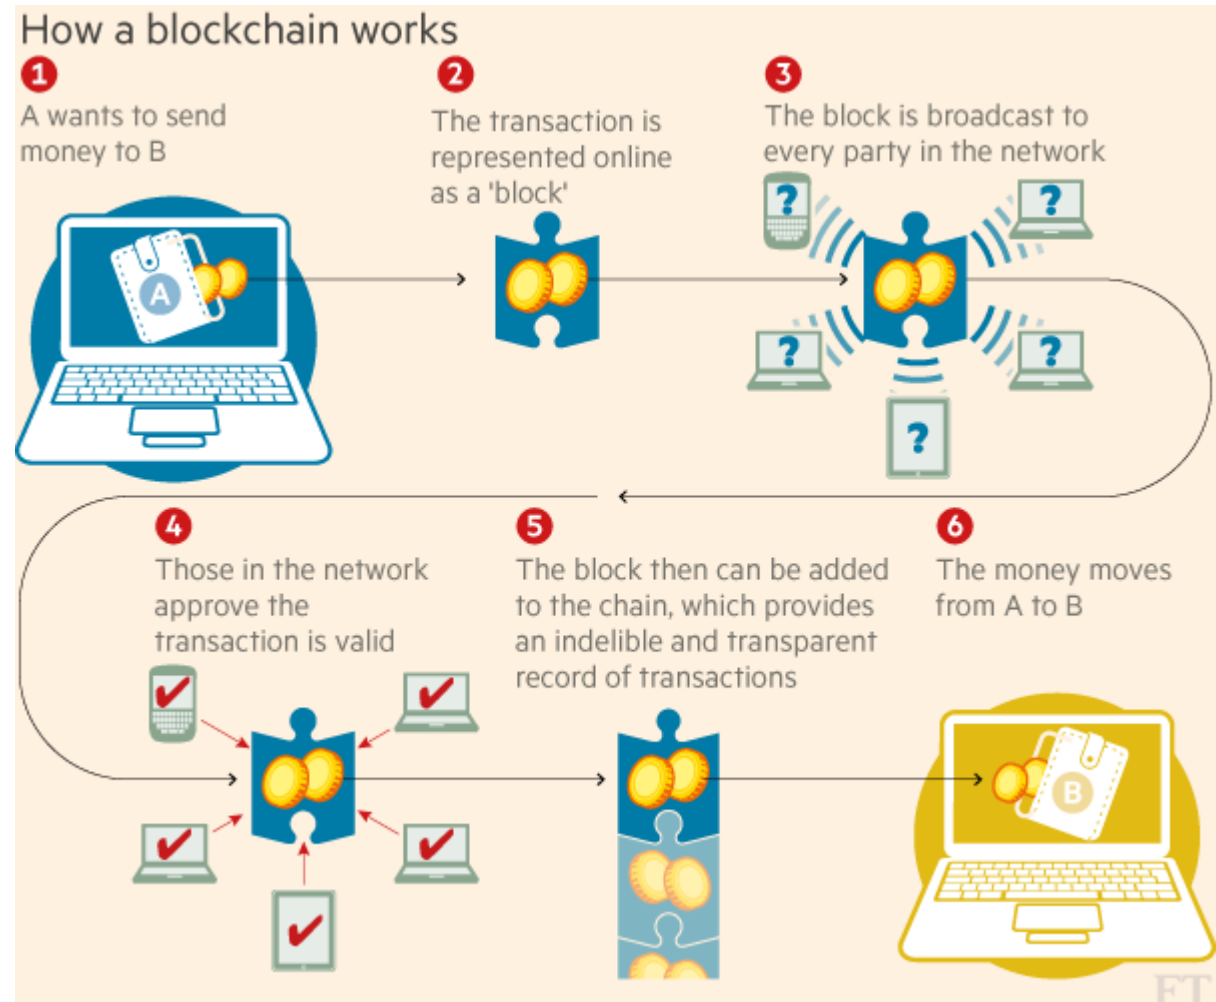 How a blockchain works
1
A wants to send
money to B
2
The transaction is
represented online
as a 'block'
3
The block is broadcast to
every party in the network
A
?
?
?
?
?
4
Those in the network
approve the
transaction is valid
5
The block then can be added
to the chain, which provides
an indelible and transparent
record of transactions
6
The money moves
from A to B
B
FT